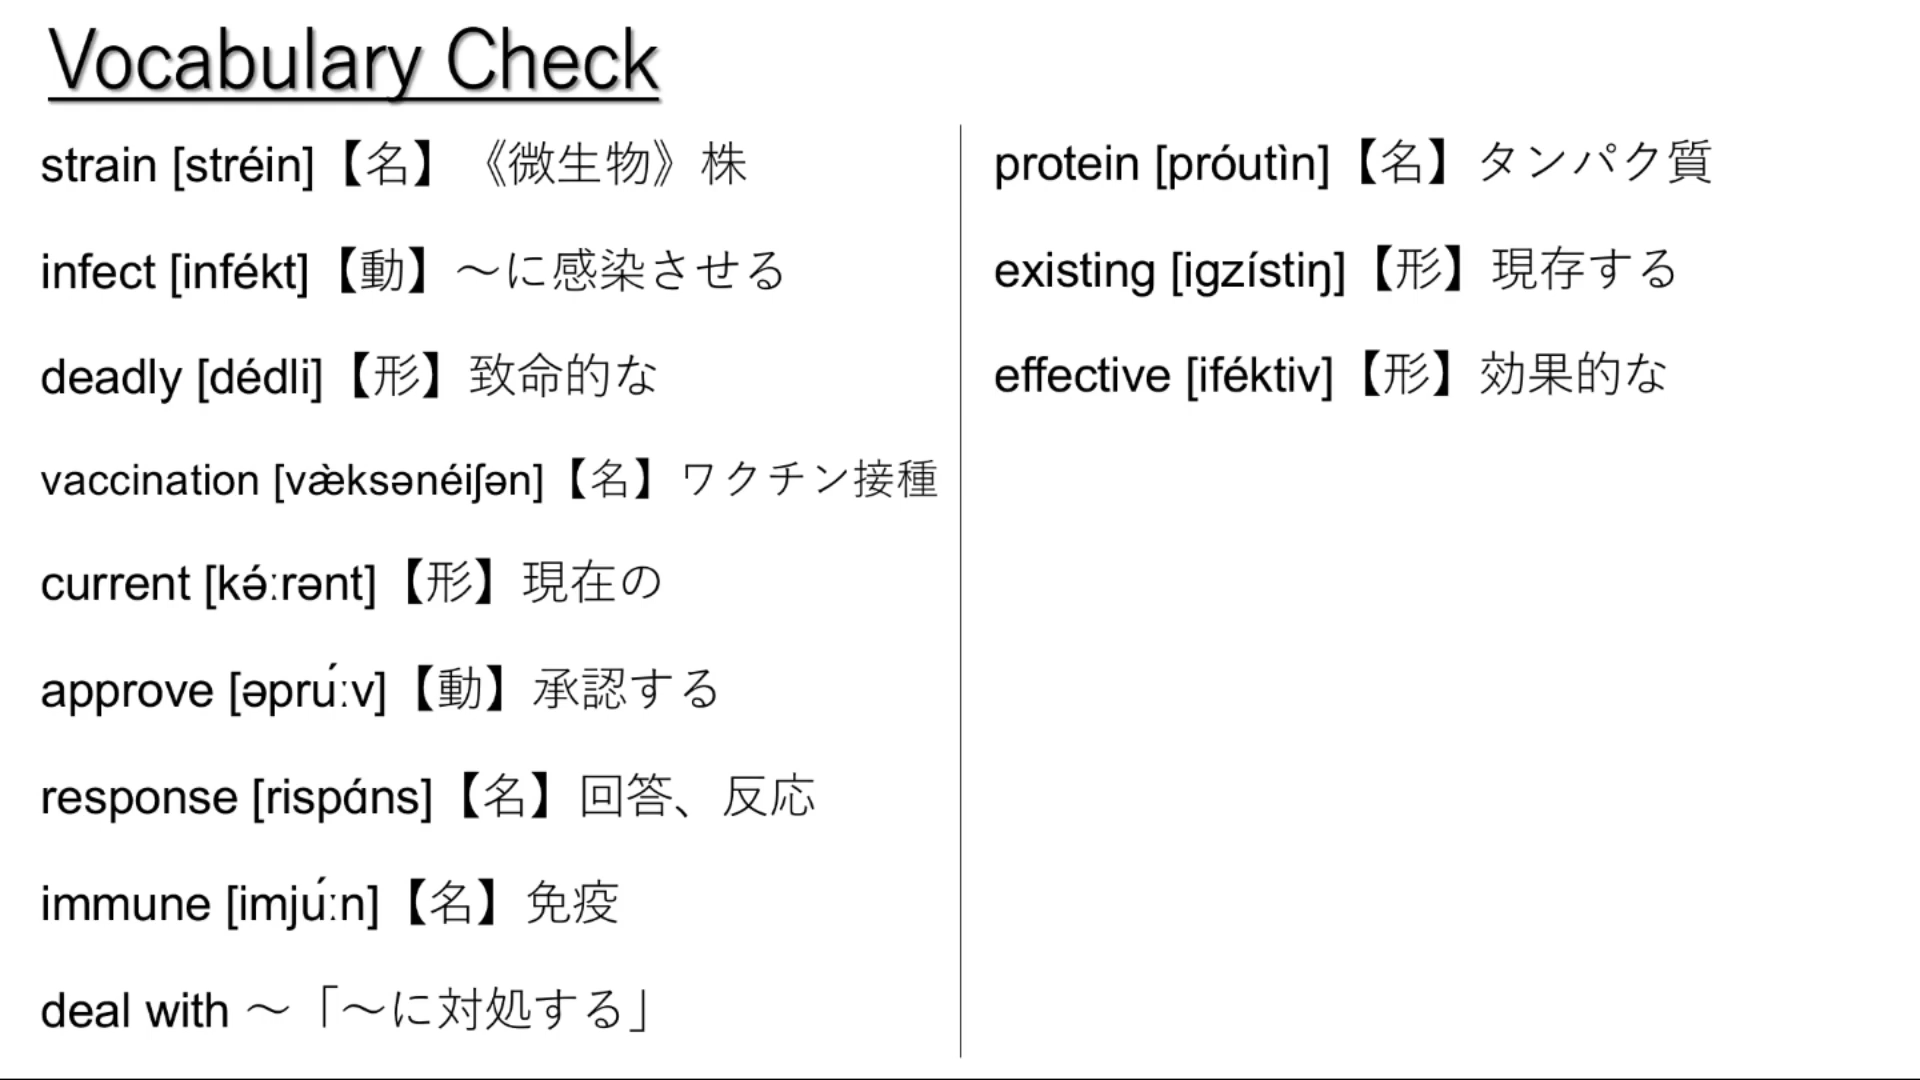 Vocabulary Check
strain [stréin]【名】《微生物》株
infect [infékt]【動】～に感染させる
deadly [dédli]【形】致命的な
vaccination [væ̀ksənéiʃən]【名】ワクチン接種
current [kə́ːrənt]【形】現在の
approve [əprúːv]【動】承認する
response [rispɑ́ns]【名】回答、反応
immune [imjúːn]【名】免疫
deal with ～「～に対処する」
protein [próutìn]【名】タンパク質
existing [igzístiŋ]【形】現存する
effective [iféktiv]【形】効果的な